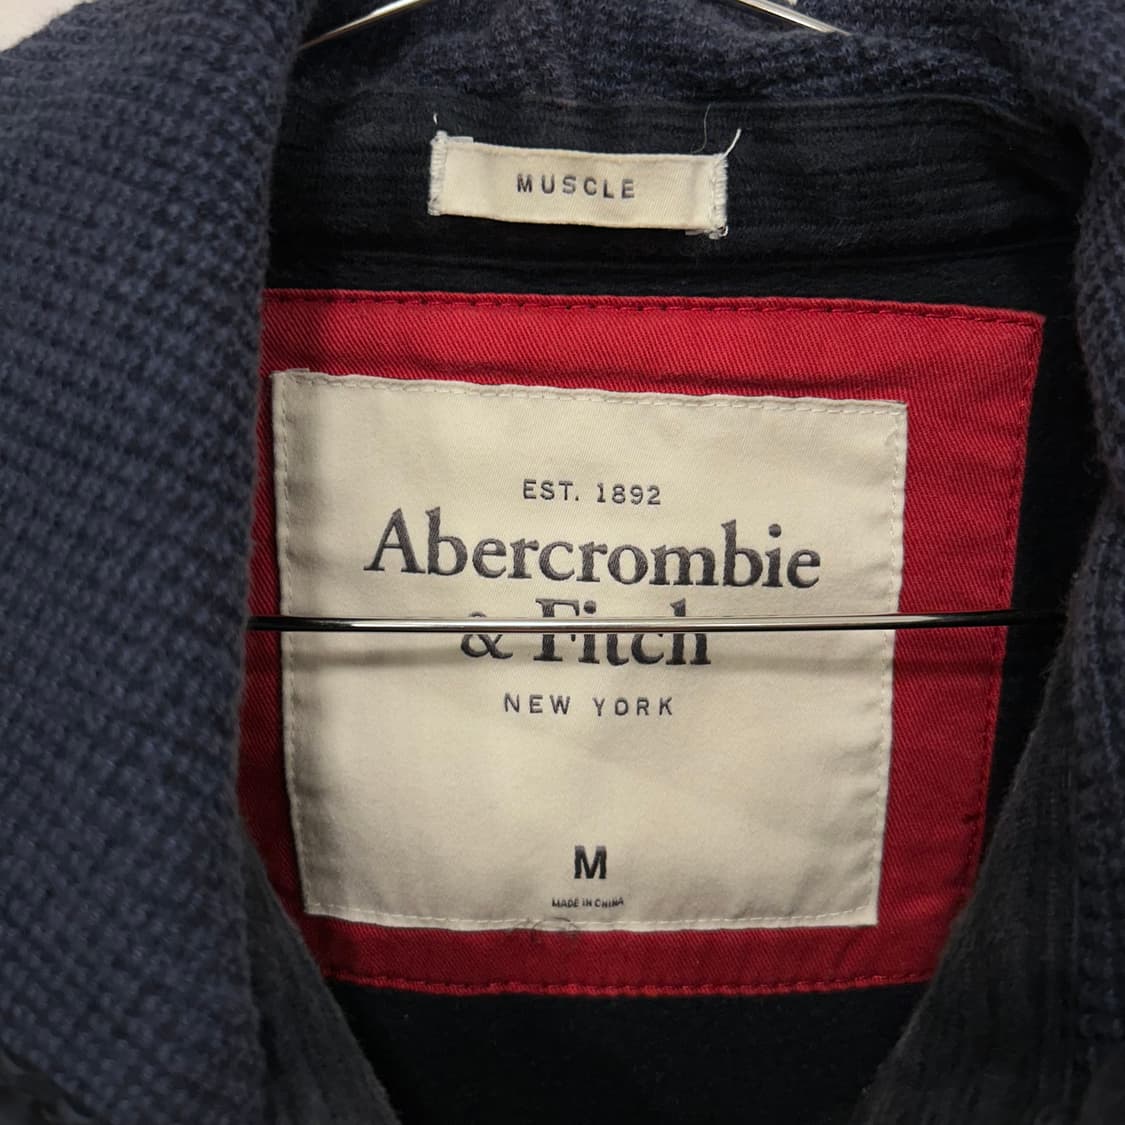 MUSCLE
EST. 1892
Abercrombie
& Fitch
NEW YORK
M
MADE IN CHINA